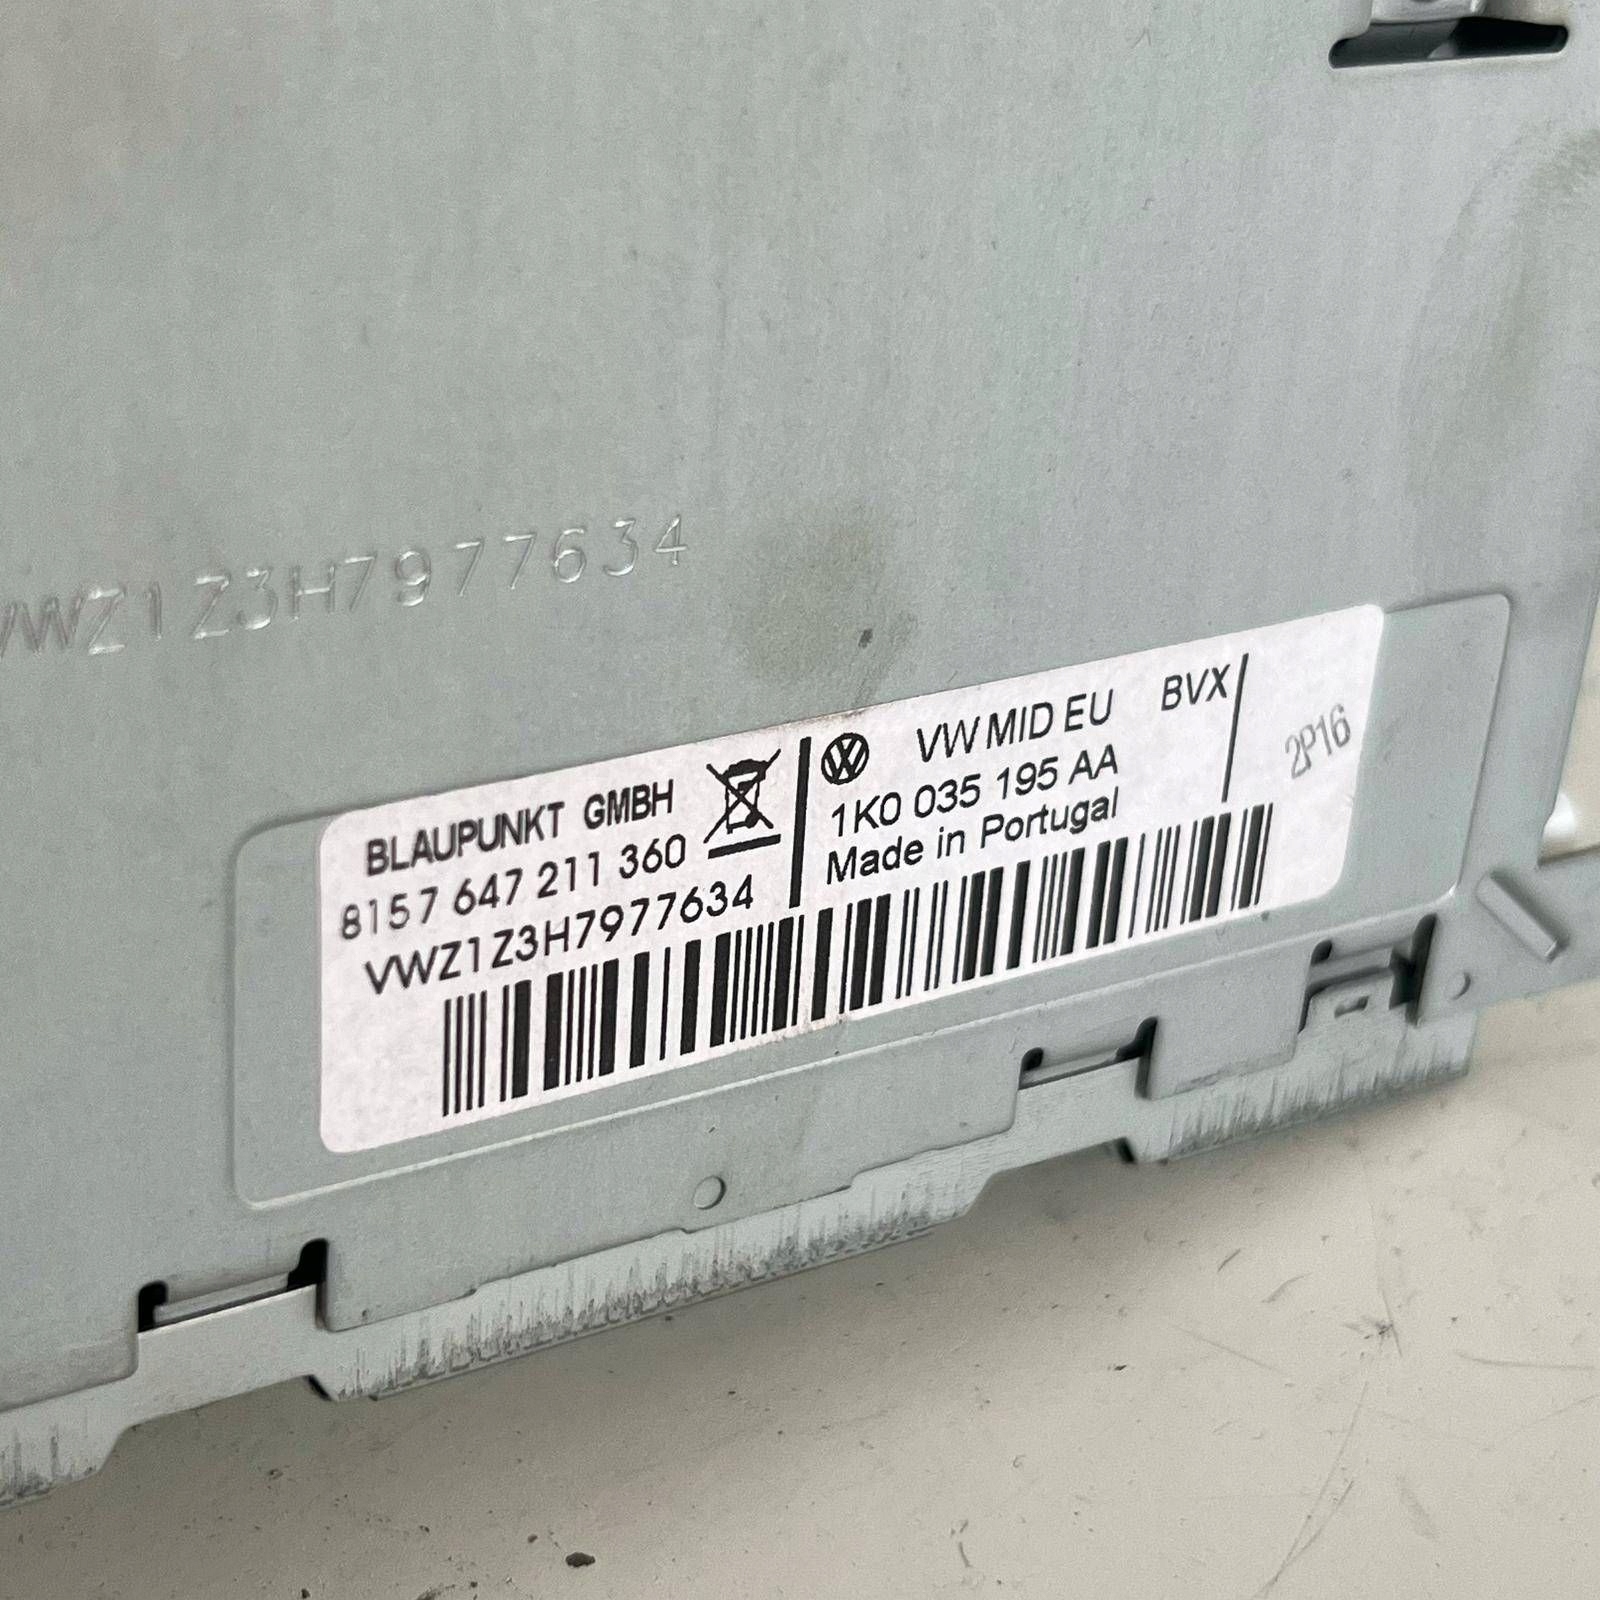 VWZ1Z3H7977634
BLAUPUNKT GMBH
8157 647 211 360
VWZ1Z3H7977634
VW MID EU BVX
1K0 035 195 AA
Made in Portugal
2P16